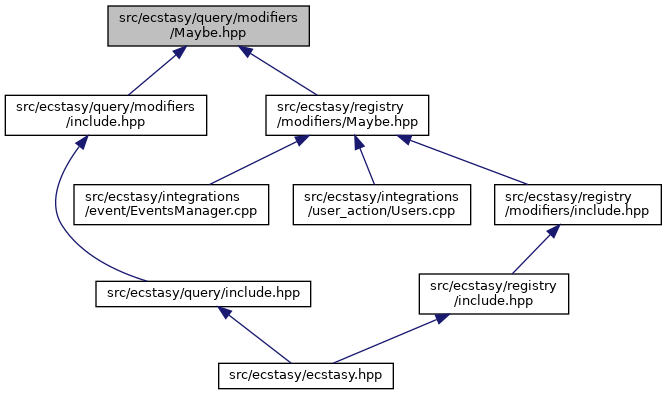 src/ecstasy/query/modifiers
/Maybe.hpp
src/ecstasy/query/modifiers
/include.hpp
src/ecstasy/registry
/modifiers/Maybe.hpp
src/ecstasy/integrations
/event/EventsManager.cpp
src/ecstasy/integrations
/user_action/Users.cpp
src/ecstasy/registry
/modifiers/include.hpp
src/ecstasy/query/include.hpp
src/ecstasy/registry
/include.hpp
src/ecstasy/ecstasy.hpp